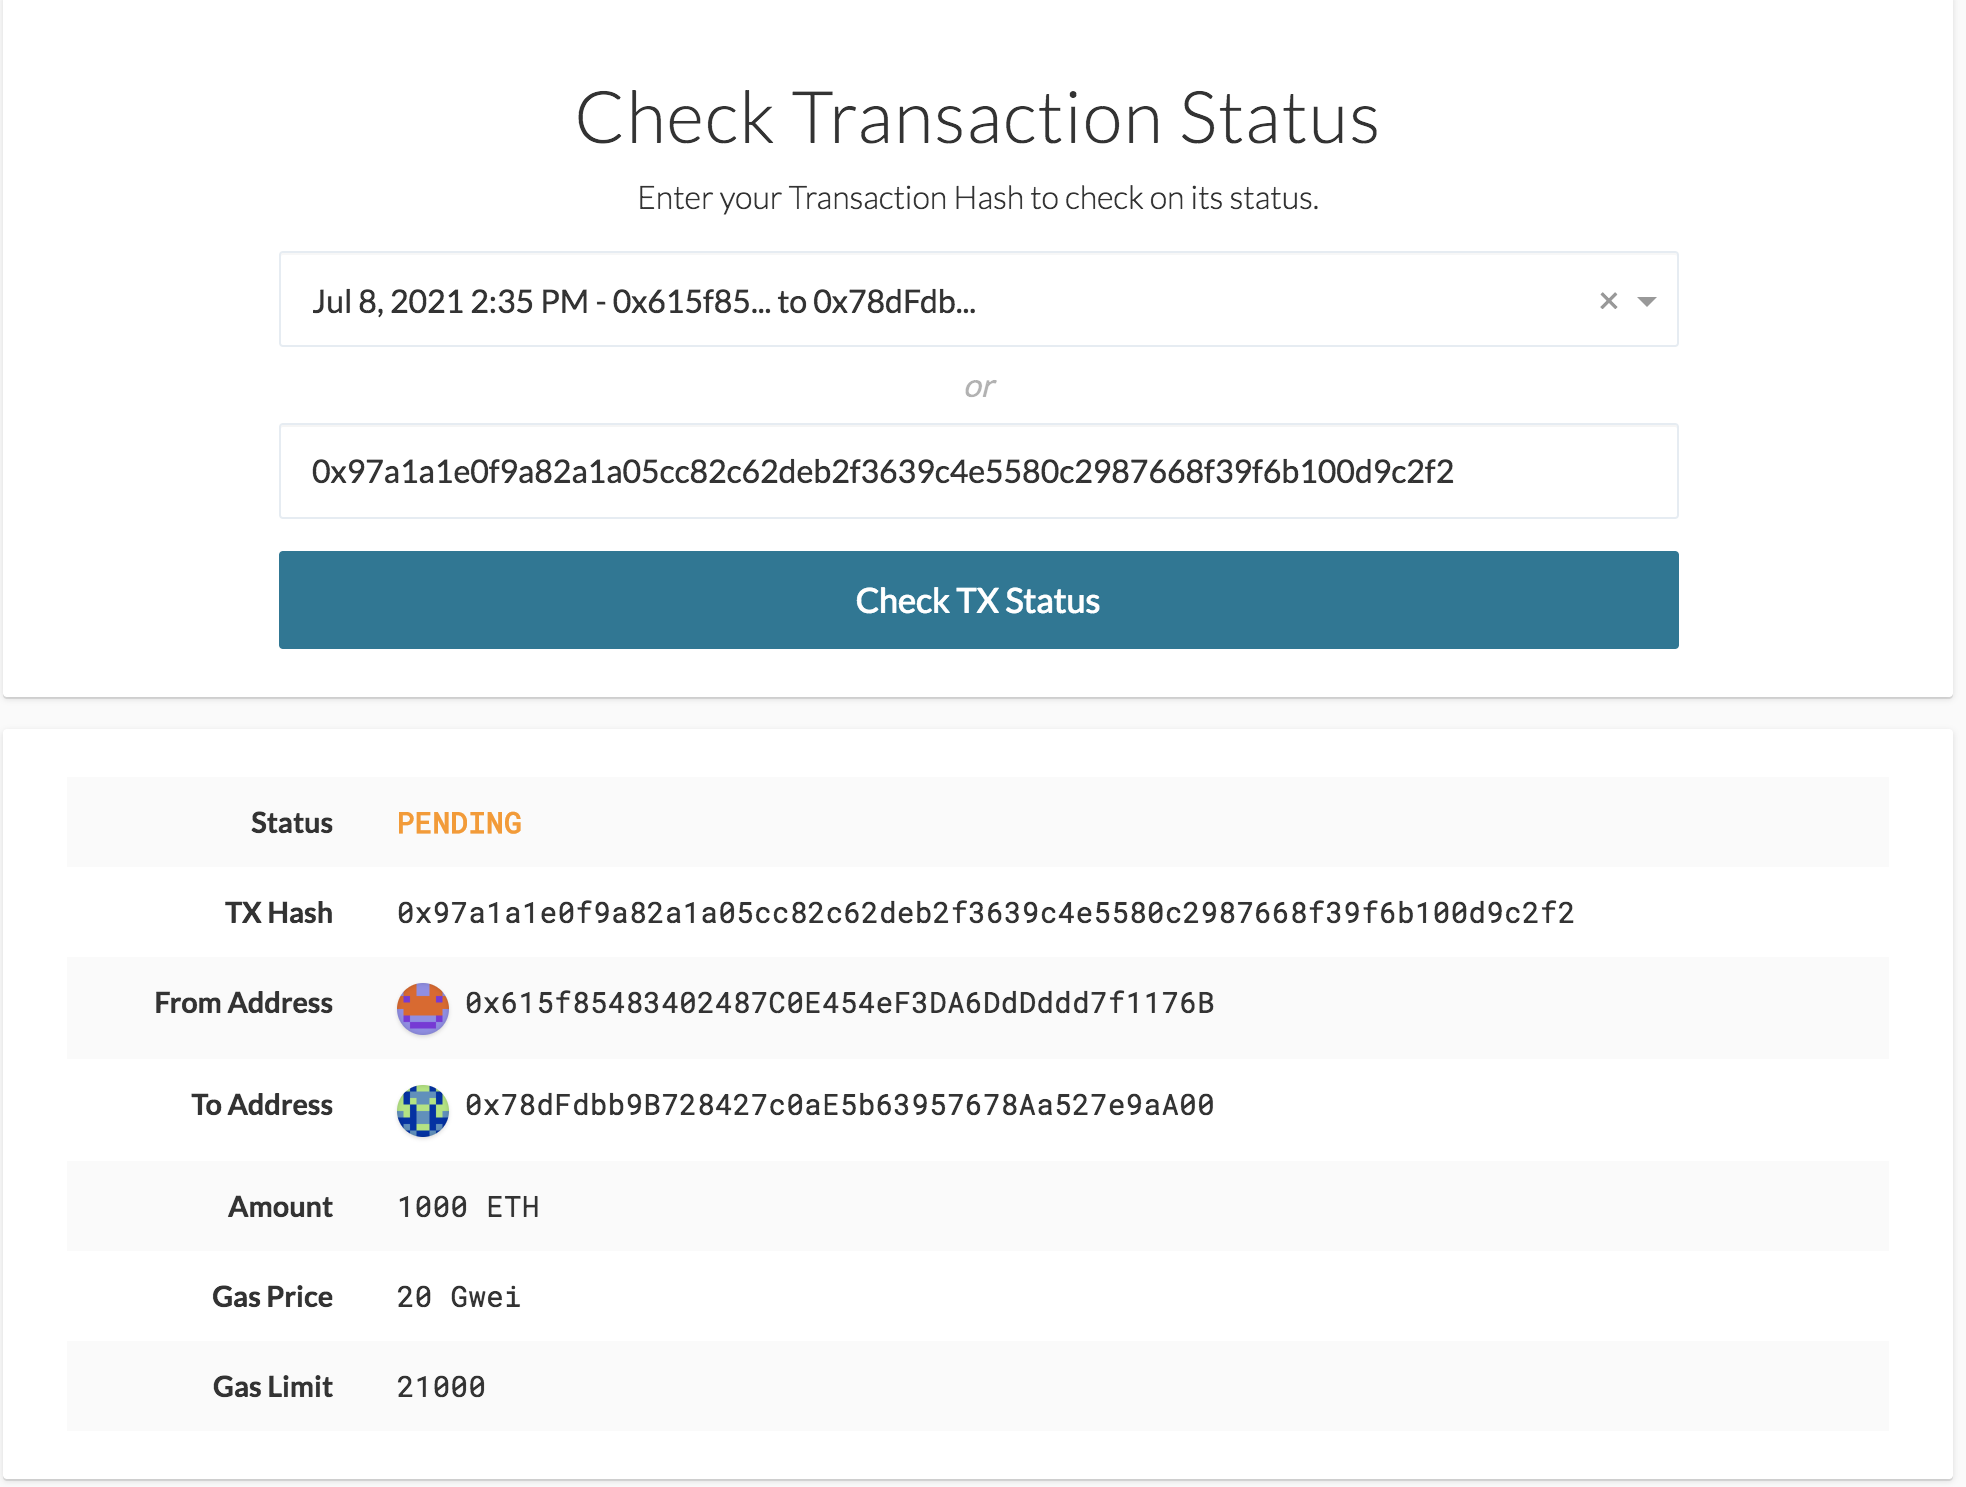 Check Transaction Status
Enter your Transaction Hash to check on its status.
Jul 8, 2021 2:35 PM - 0x615f85... to 0x78dFdb...
or
0x97a1a1e0f9a82a1a05cc82c62deb2f3639c4e5580c2987668f39f6b100d9c2f2
Check TX Status
Status PENDING
TX Hash 0x97a1a1e0f9a82a1a05cc82c62deb2f3639c4e5580c2987668f39f6b100d9c2f2
From Address 0x615f85483402487C0E454eF3DA6DdDddd7f1176B
To Address 0x78dFdbb9B728427c0aE5b63957678Aa527e9aA00
Amount 1000 ETH
Gas Price 20 Gwei
Gas Limit 21000